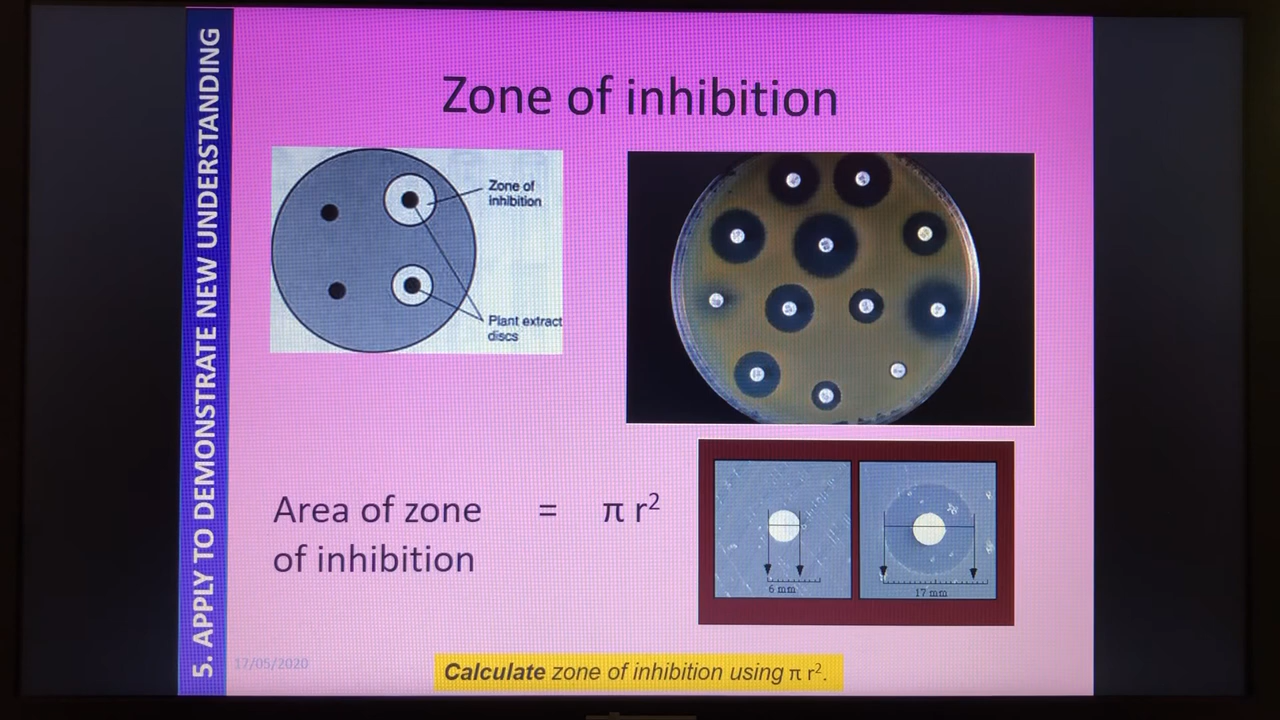 5. APPLY TO DEMONSTRATE NEW UNDERSTANDING
Zone of inhibition
Zone of
inhibition
Plant extract
discs
Area of zone = π r²
of inhibition
6 mm
17 mm
17/05/2020
Calculate zone of inhibition using π r².